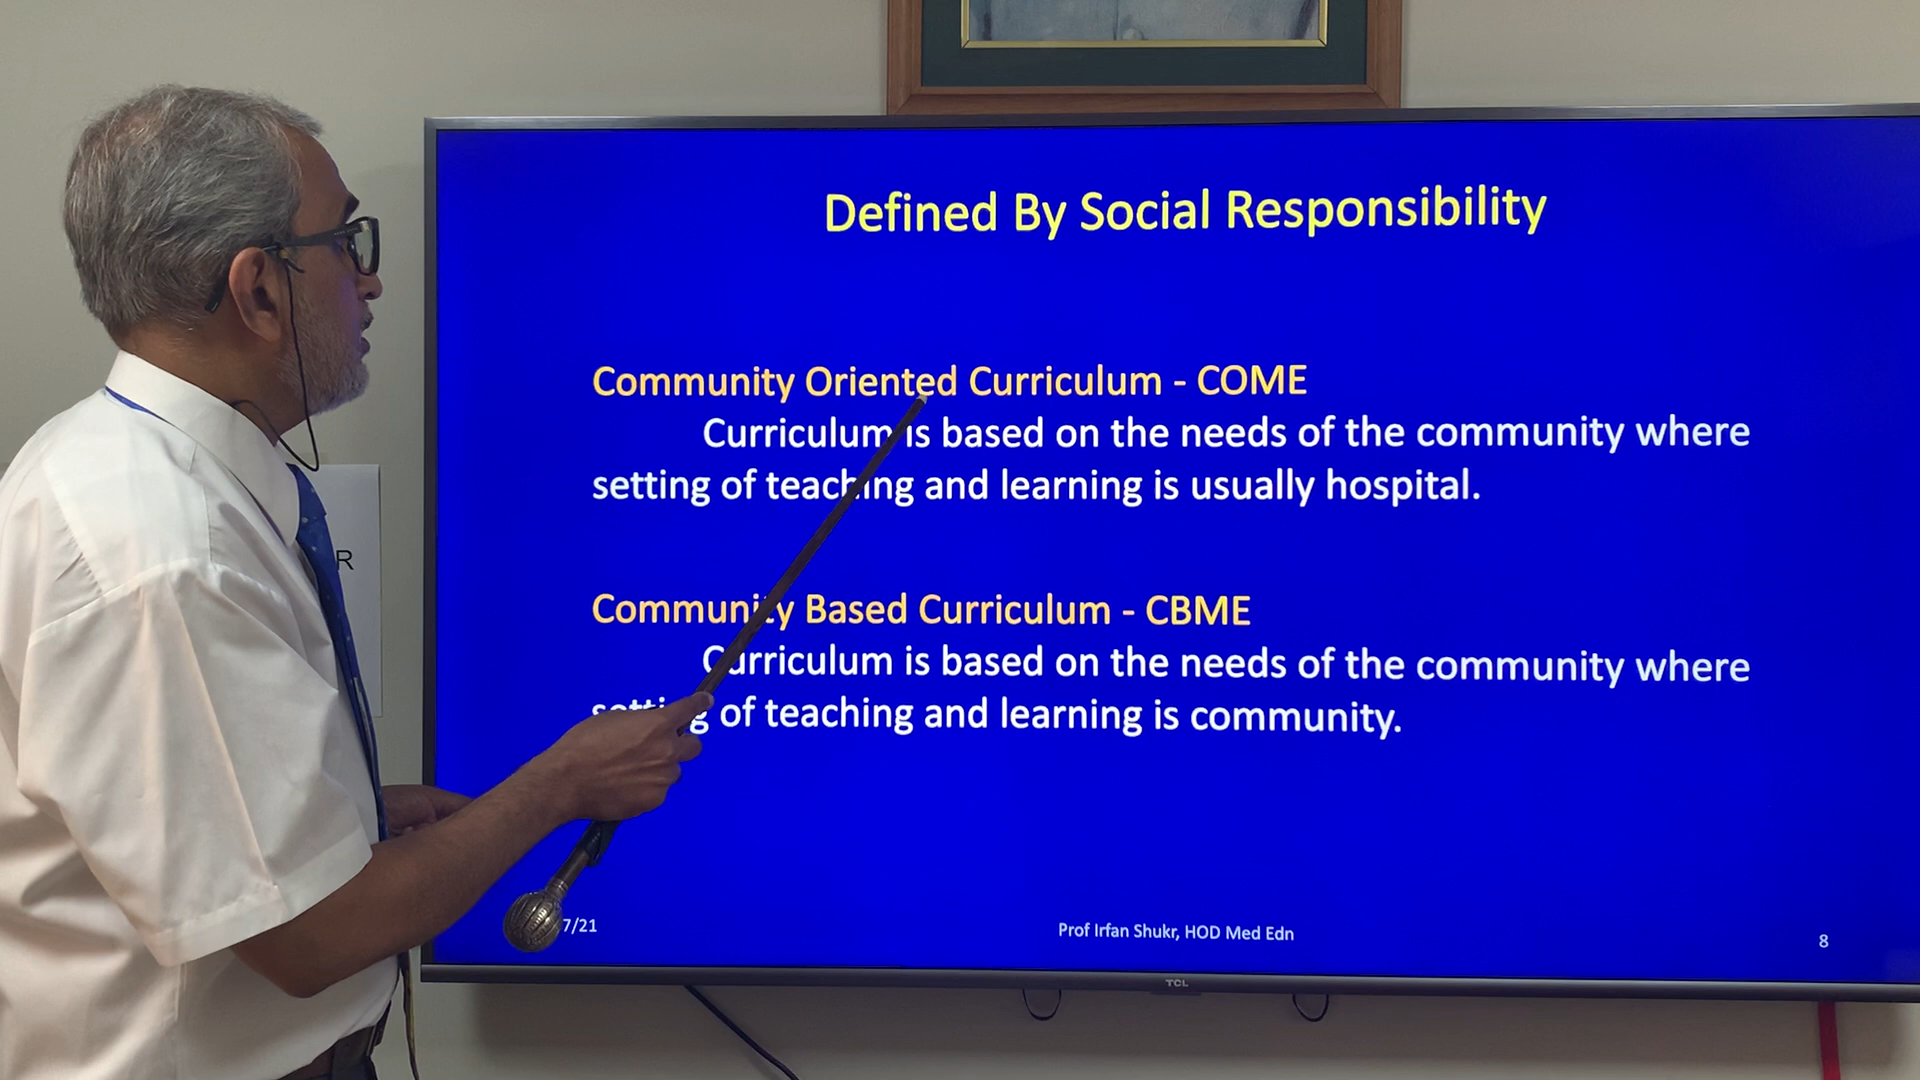 Defined By Social Responsibility
Community Oriented Curriculum - COME
Curriculum is based on the needs of the community where
setting of teaching and learning is usually hospital.
Community Based Curriculum - CBME
Curriculum is based on the needs of the community where
setting of teaching and learning is community.
7/21
Prof Irfan Shukr, HOD Med Edn
8
TCL
R